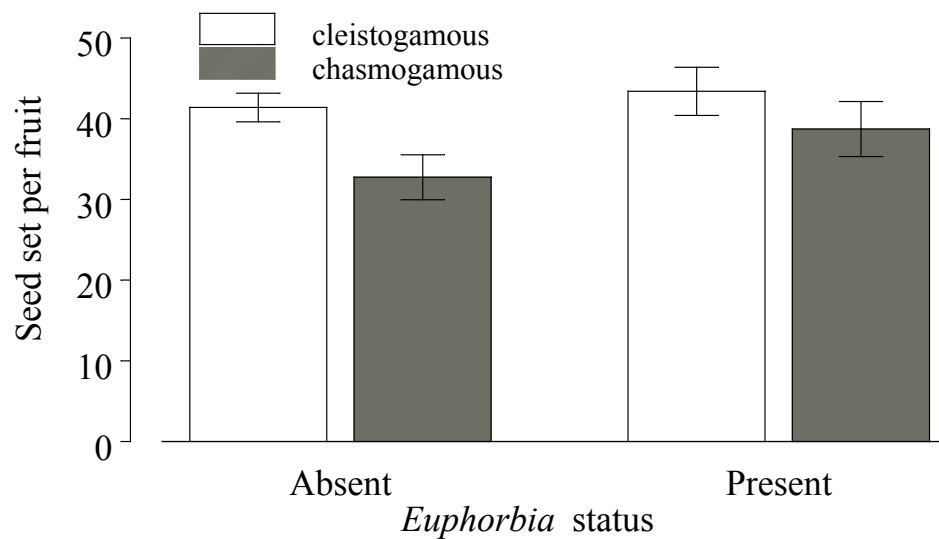 cleistogamous
chasmogamous
Seed set per fruit
50
40
30
20
10
0
Absent
Present
Euphorbia status